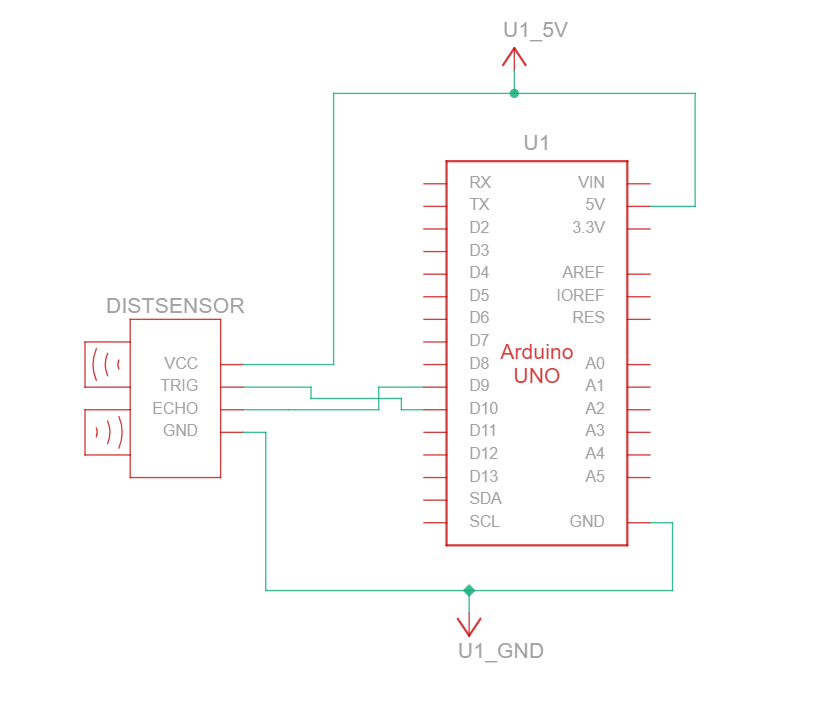 U1_5V
U1
RX VIN
TX 5V
D2 3.3V
D3
D4 AREF
D5 IOREF
D6 RES
D7
Arduino
UNO
D8 A0
D9 A1
D10 A2
D11 A3
D12 A4
D13 A5
SDA
SCL GND
DISTSENSOR
VCC
TRIG
ECHO
GND
U1_GND